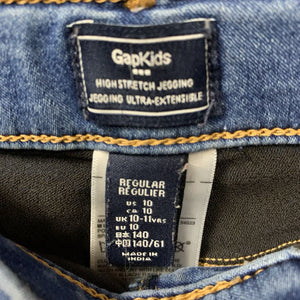 GapKids
HIGH STRETCH JEGGING
JEGGING ULTRA-EXTENSIBLE
REGULAR
REGULIER
US 10
CA 10
UK 10-11YRS
EU 10
日本 140
中国 140/61
MADE IN
INDIA